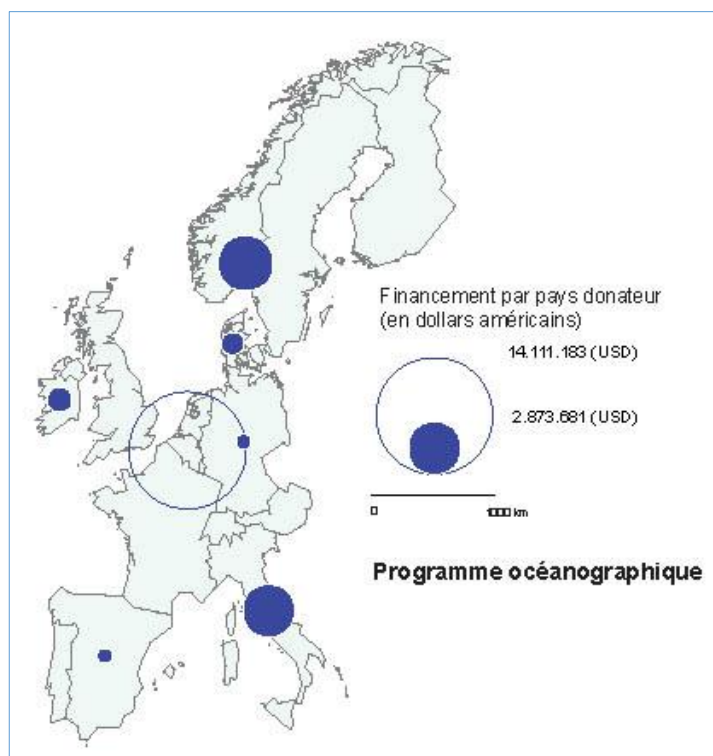 Financement par pays donateur
(en dollars américains)
14.111.183 (USD)
2.873.681 (USD)
0 1000 km
Programme océanographique